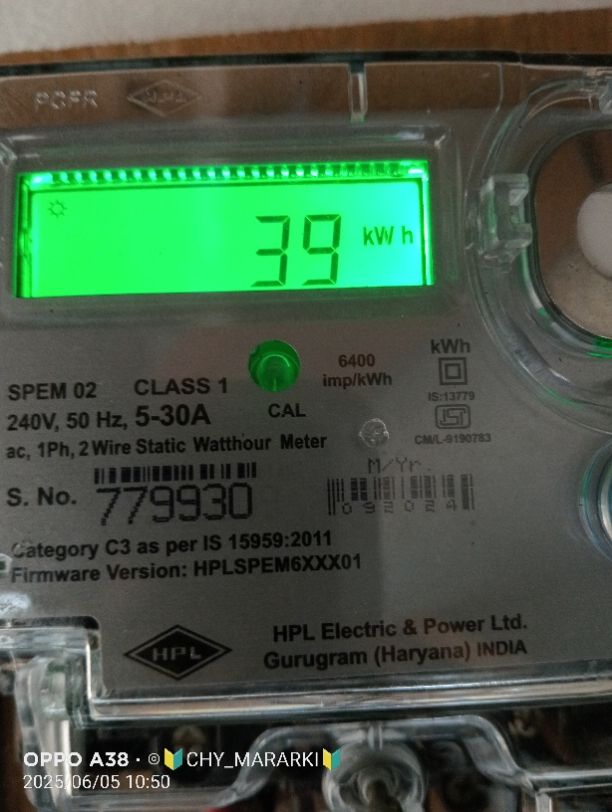 PGFR HPL
39 kWh
6400
imp/kWh
kWh
IS:13779
CM/L-9190783
SPEM 02 CLASS 1
240V, 50 Hz, 5-30A
CAL
ac, 1Ph, 2 Wire Static Watthour Meter
M/Yr.
S. No. 779930
092024
Category C3 as per IS 15959:2011
Firmware Version: HPLSPEM6XXX01
HPL
HPL Electric & Power Ltd.
Gurugram (Haryana) INDIA
OPPO A38 · © 🔰CHY_MARARKI🔰
2025/06/05 10:50